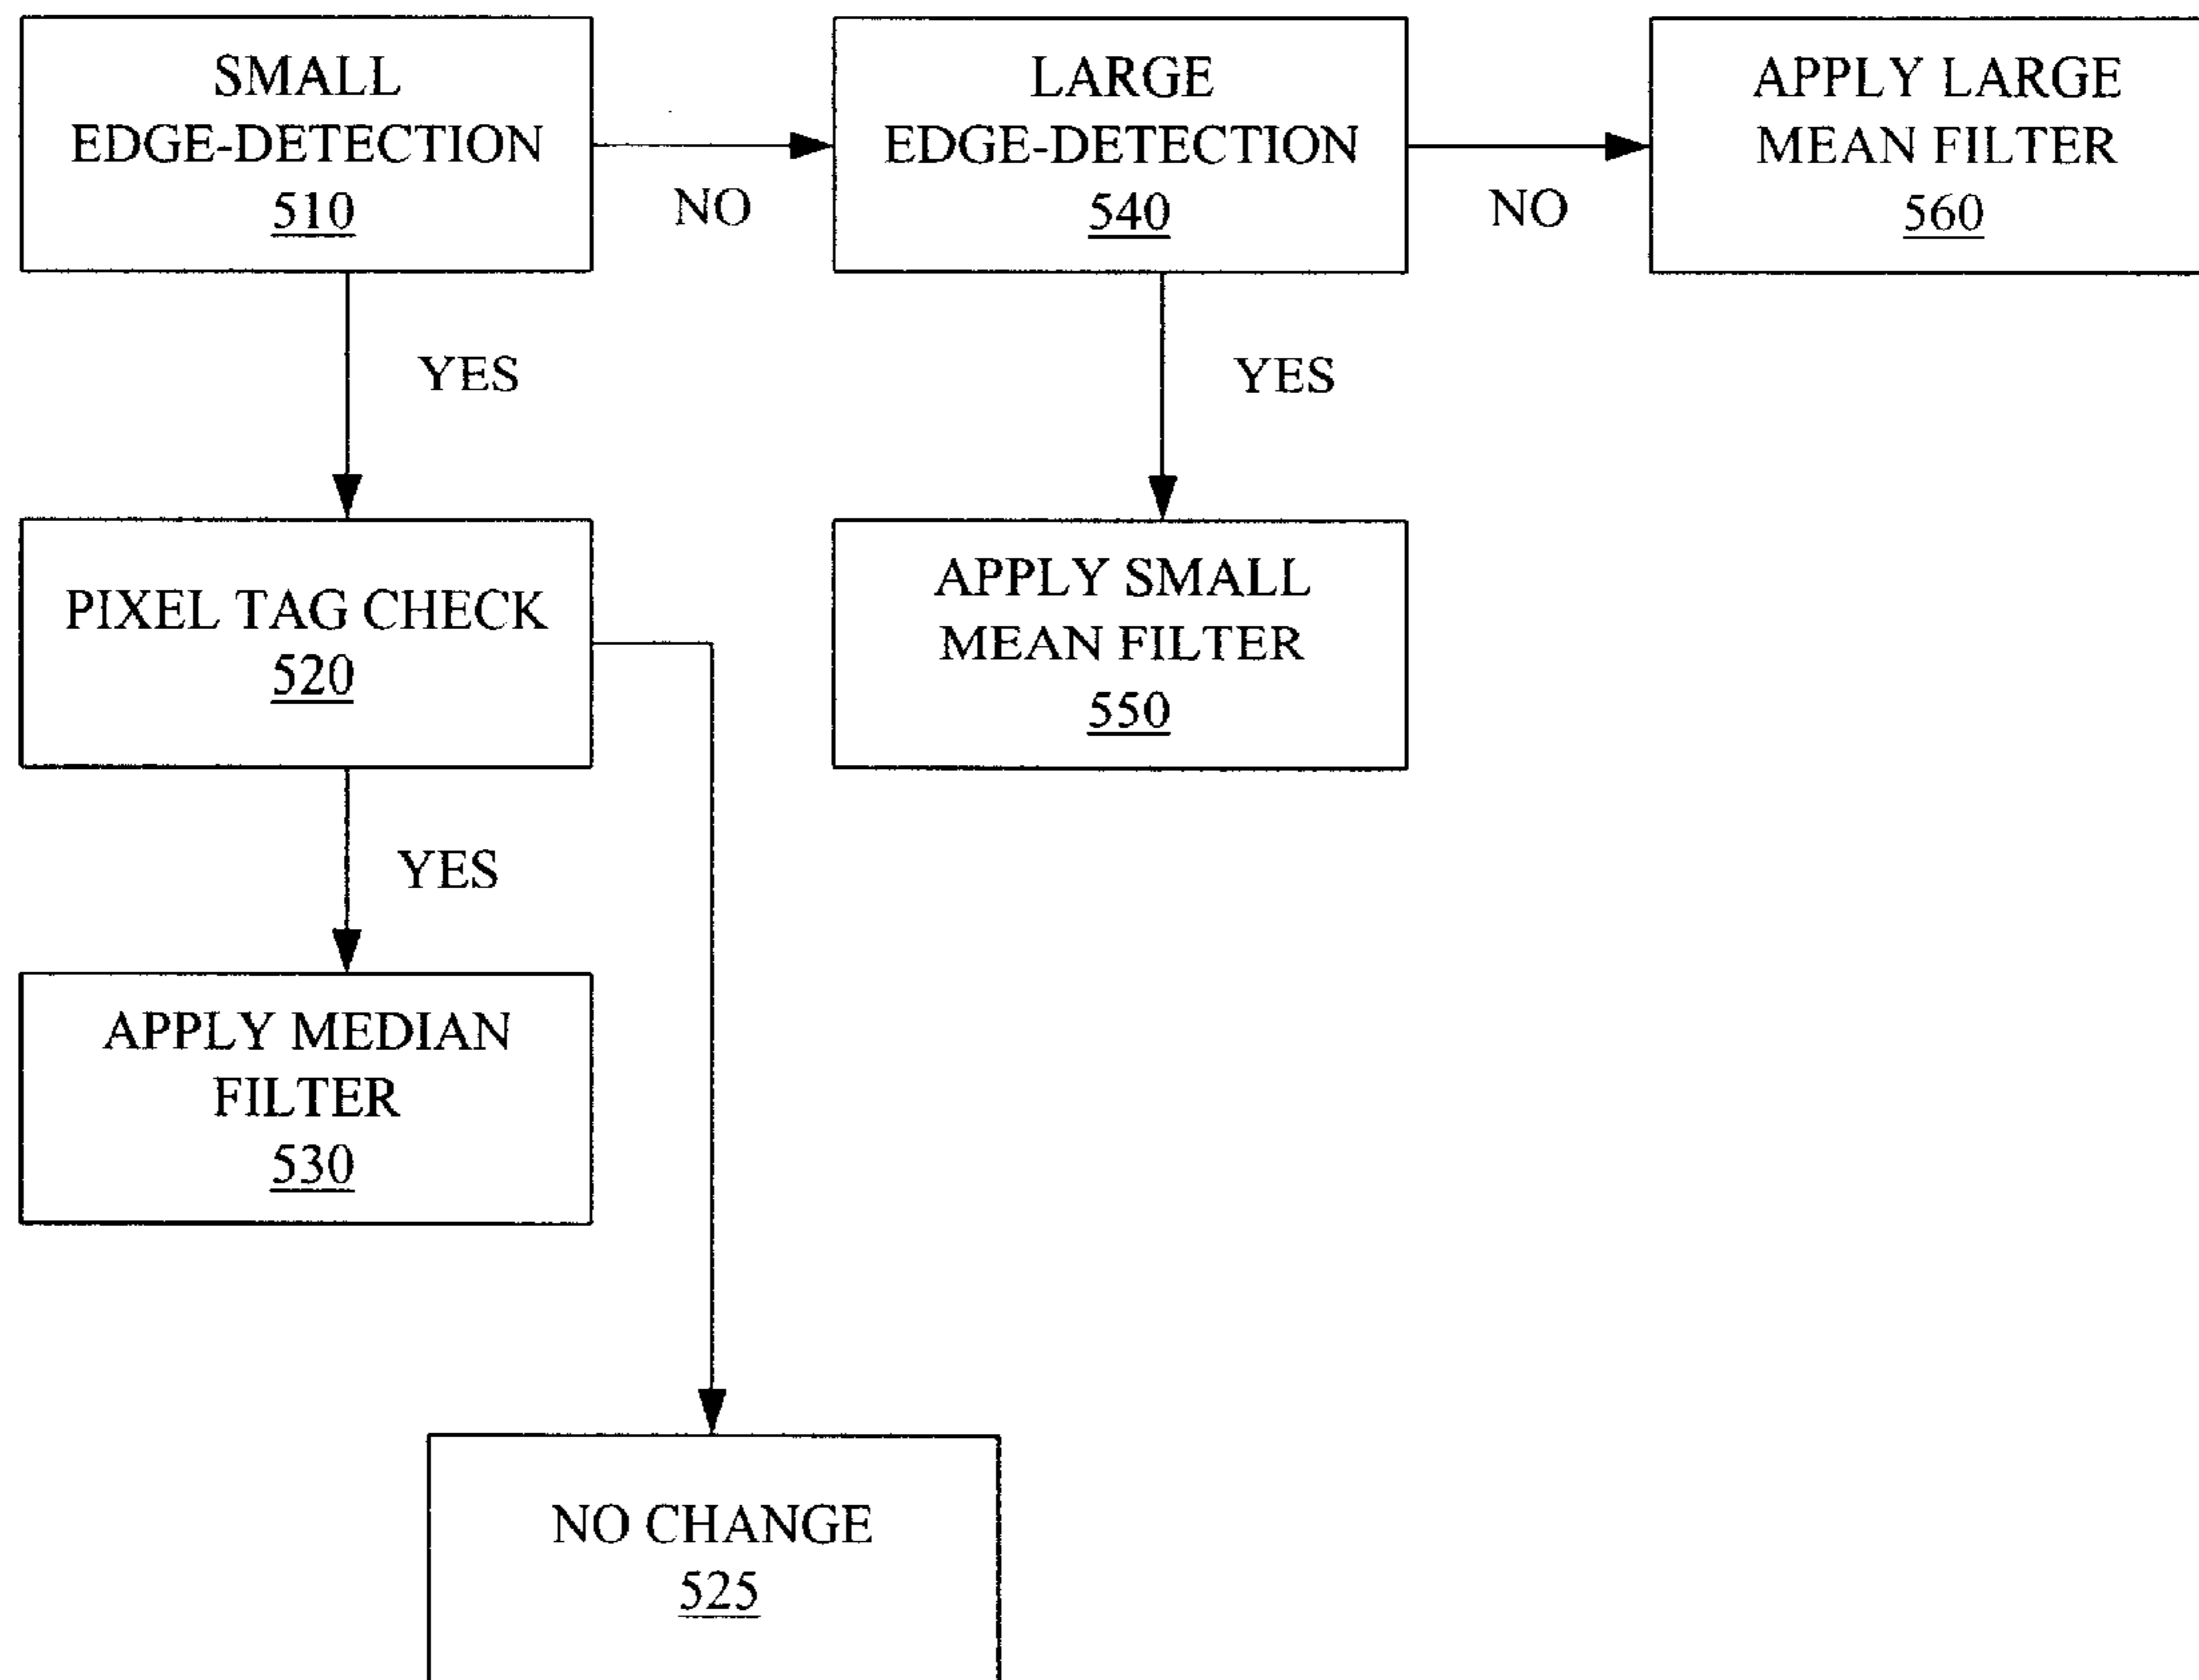 SMALL
EDGE-DETECTION
510
NO
LARGE
EDGE-DETECTION
540
NO
APPLY LARGE
MEAN FILTER
560
YES
YES
PIXEL TAG CHECK
520
APPLY SMALL
MEAN FILTER
550
YES
APPLY MEDIAN
FILTER
530
NO CHANGE
525